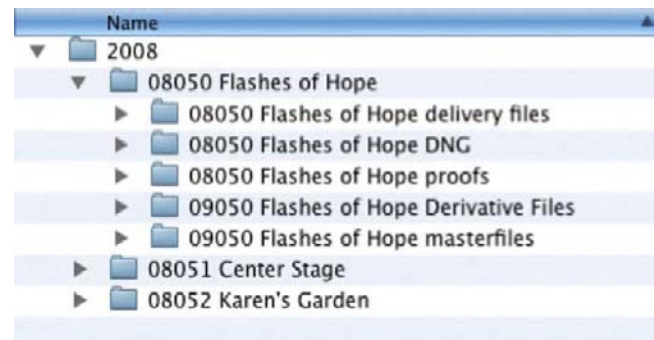 Name
2008
08050 Flashes of Hope
08050 Flashes of Hope delivery files
08050 Flashes of Hope DNG
08050 Flashes of Hope proofs
09050 Flashes of Hope Derivative Files
09050 Flashes of Hope masterfiles
08051 Center Stage
08052 Karen's Garden